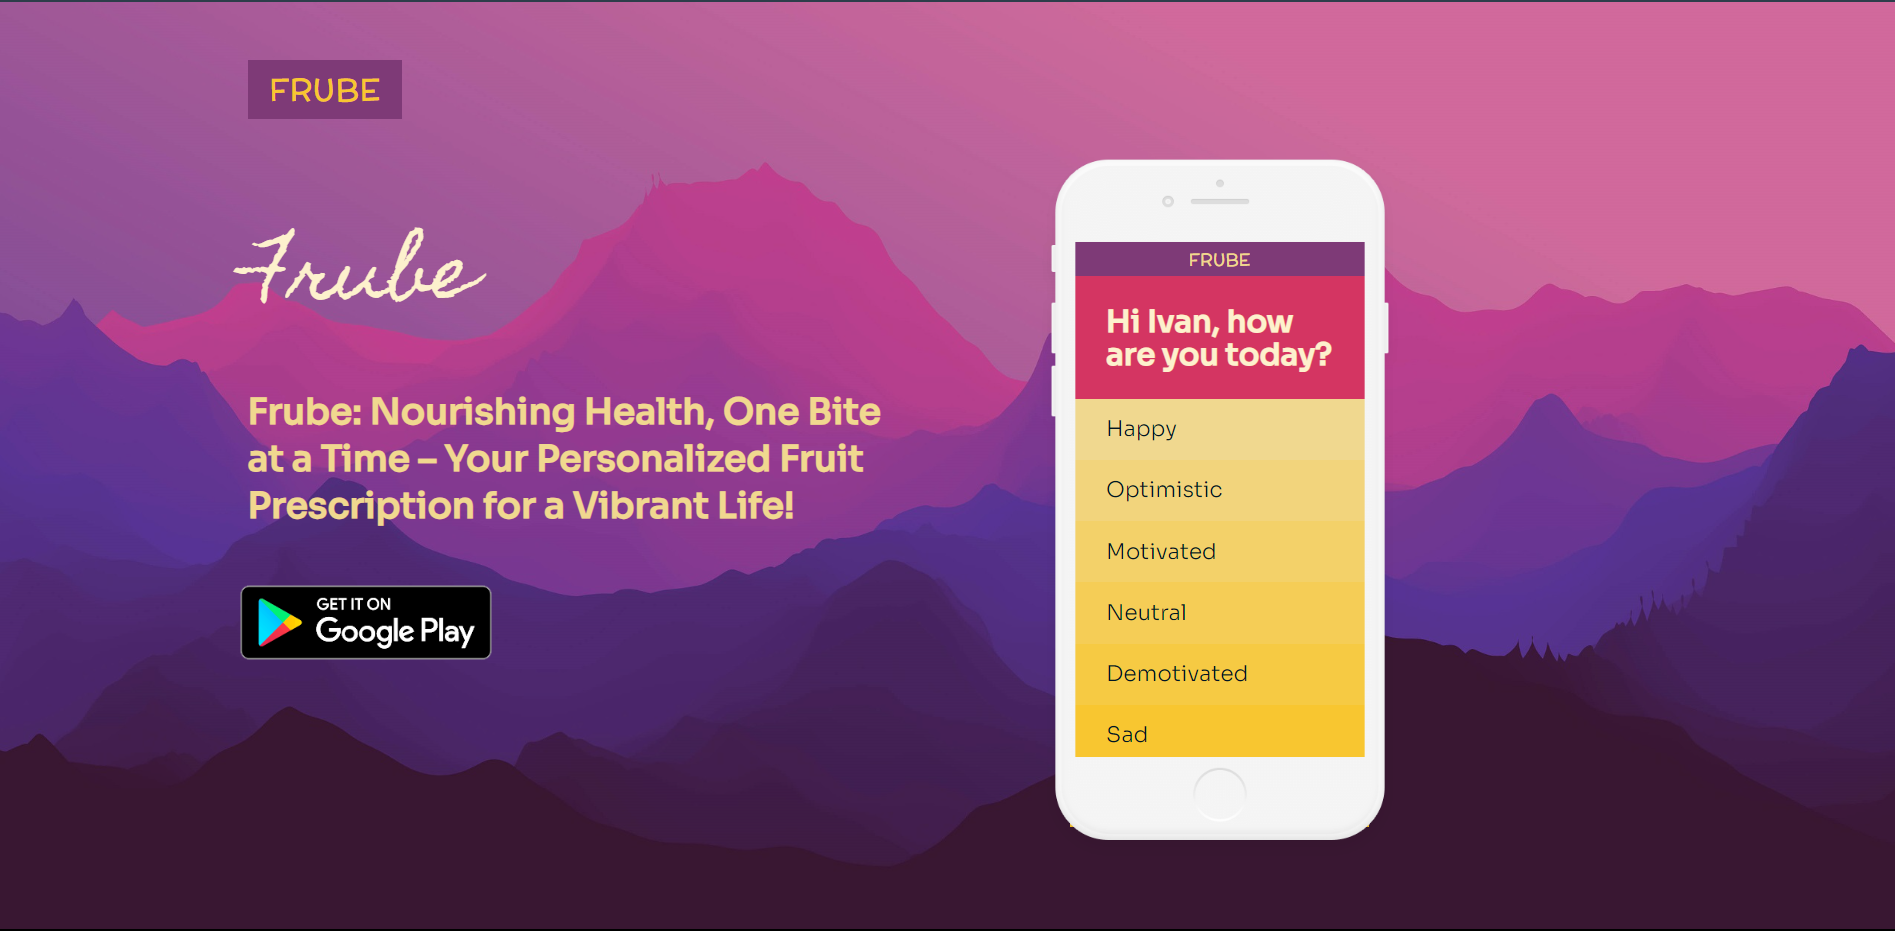 FRUBE
Frube
Frube: Nourishing Health, One Bite
at a Time – Your Personalized Fruit
Prescription for a Vibrant Life!
GET IT ON
Google Play
FRUBE
Hi Ivan, how
are you today?
Happy
Optimistic
Motivated
Neutral
Demotivated
Sad